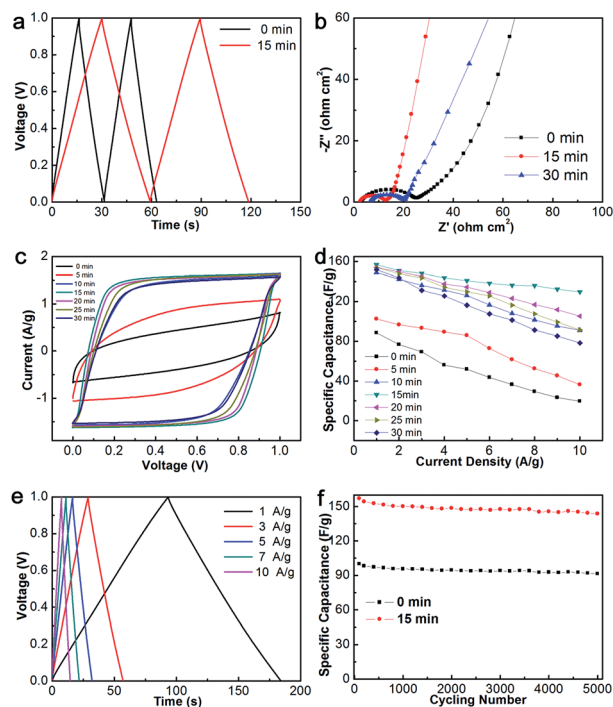 a
0 min
15 min
Voltage (V)
1.0
0.8
0.6
0.4
0.2
0.0
0 30 60 90 120 150
Time (s)
b
-Z'' (ohm cm²)
60
40
20
0
0 min
15 min
30 min
0 20 40 60 80 100
Z' (ohm cm²)
c
Current (A/g)
2
1
0
-1
0 min
5 min
10 min
15 min
20 min
25 min
30 min
0.0 0.2 0.4 0.6 0.8 1.0
Voltage (V)
d
Specific Capacitance (F/g)
160
120
80
40
0
0 min
5 min
10 min
15min
20 min
25 min
30 min
0 2 4 6 8 10
Current Density (A/g)
e
Voltage (V)
1.0
0.8
0.6
0.4
0.2
0.0
1 A/g
3 A/g
5 A/g
7 A/g
10 A/g
0 50 100 150 200
Time (s)
f
Specific Capacitance (F/g)
150
120
90
60
30
0
0 min
15 min
1000 2000 3000 4000 5000
Cycling Number